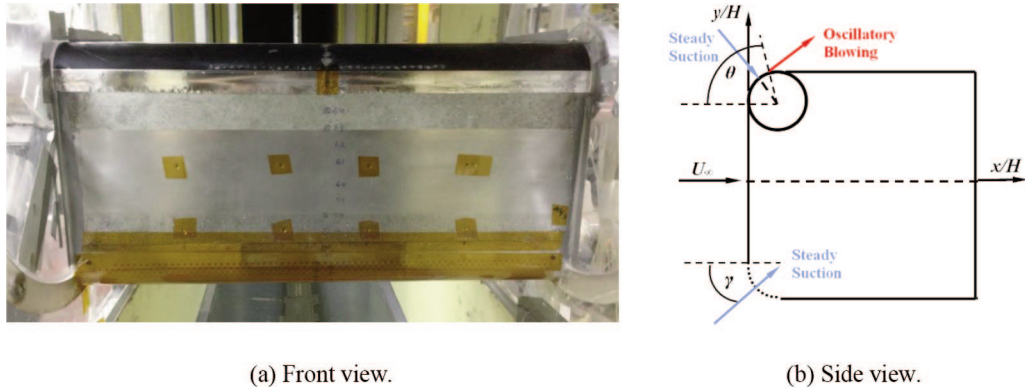 y/H
Steady
Suction
Oscillatory
Blowing
θ
U∞
x/H
Steady
Suction
γ
(a) Front view.
(b) Side view.